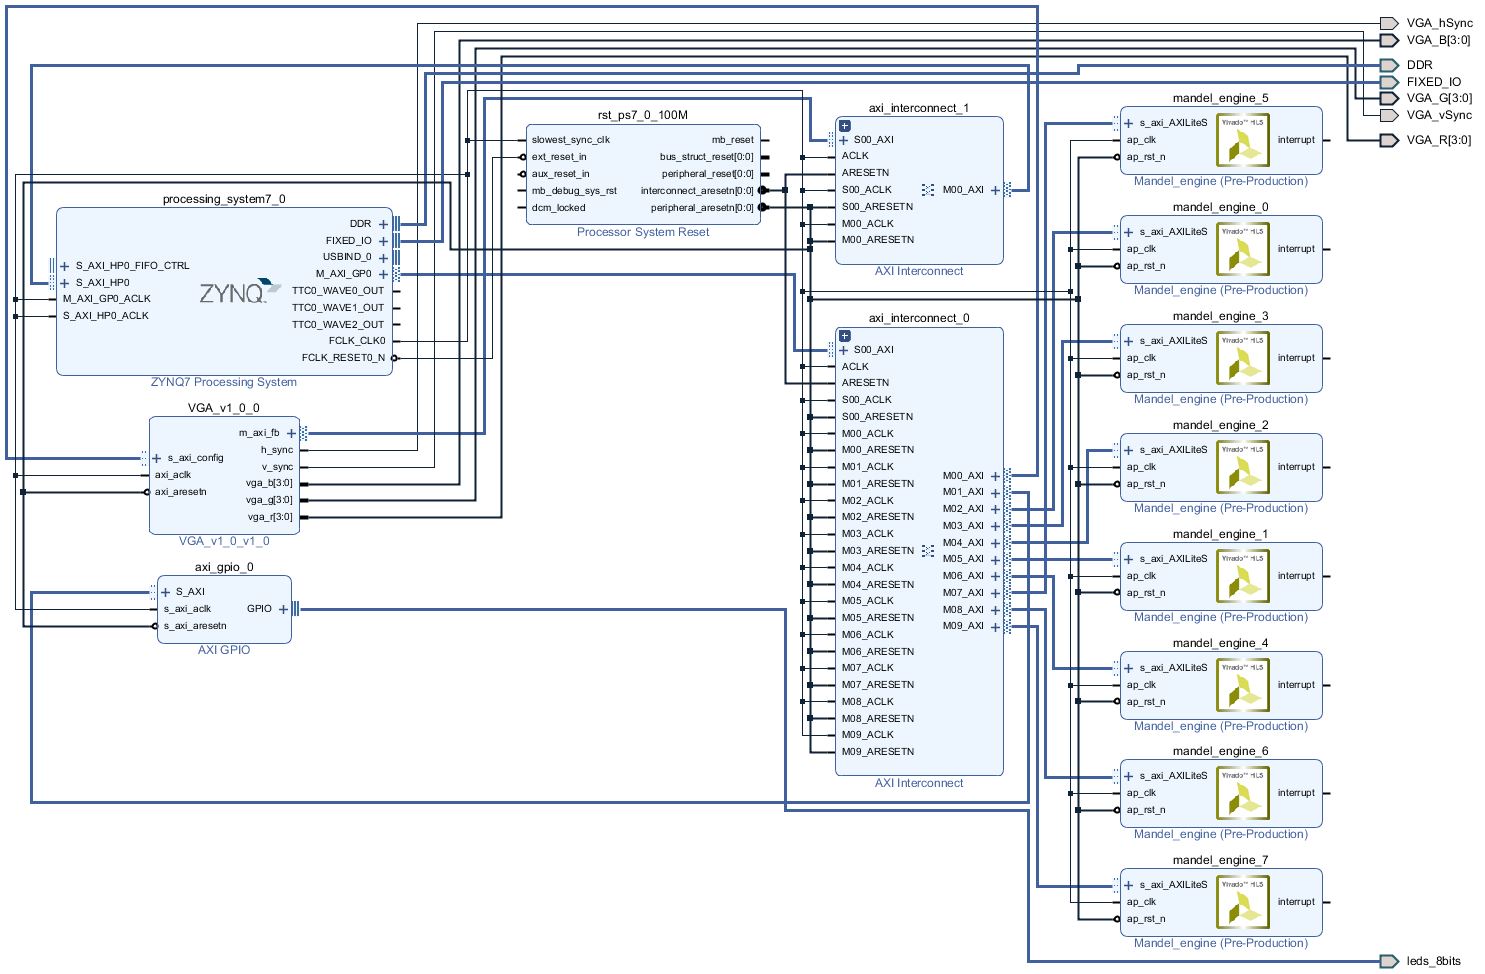 VGA_hSync
VGA_B[3:0]
DDR
FIXED_IO
VGA_G[3:0]
VGA_vSync
VGA_R[3:0]
rst_ps7_0_100M
slowest_sync_clk
ext_reset_in
aux_reset_in
mb_debug_sys_rst
dcm_locked
mb_reset
bus_struct_reset[0:0]
peripheral_reset[0:0]
interconnect_aresetn[0:0]
peripheral_aresetn[0:0]
Processor System Reset
axi_interconnect_1
S00_AXI
ACLK
ARESETN
S00_ACLK
S00_ARESETN
M00_ACLK
M00_ARESETN
M00_AXI
AXI Interconnect
processing_system7_0
S_AXI_HP0_FIFO_CTRL
S_AXI_HP0
M_AXI_GP0_ACLK
S_AXI_HP0_ACLK
ZYNQ
DDR
FIXED_IO
USBIND_0
M_AXI_GP0
TTC0_WAVE0_OUT
TTC0_WAVE1_OUT
TTC0_WAVE2_OUT
FCLK_CLK0
FCLK_RESET0_N
ZYNQ7 Processing System
VGA_v1_0_0
s_axi_config
axi_aclk
axi_aresetn
m_axi_fb
h_sync
v_sync
vga_b[3:0]
vga_g[3:0]
vga_r[3:0]
VGA_v1_0_v1_0
axi_gpio_0
S_AXI
s_axi_aclk
s_axi_aresetn
GPIO
AXI GPIO
axi_interconnect_0
S00_AXI
ACLK
ARESETN
S00_ACLK
S00_ARESETN
M00_ACLK
M00_ARESETN
M01_ACLK
M01_ARESETN
M02_ACLK
M02_ARESETN
M03_ACLK
M03_ARESETN
M04_ACLK
M04_ARESETN
M05_ACLK
M05_ARESETN
M06_ACLK
M06_ARESETN
M07_ACLK
M07_ARESETN
M08_ACLK
M08_ARESETN
M09_ACLK
M09_ARESETN
M00_AXI
M01_AXI
M02_AXI
M03_AXI
M04_AXI
M05_AXI
M06_AXI
M07_AXI
M08_AXI
M09_AXI
AXI Interconnect
mandel_engine_5
s_axi_AXILiteS
ap_clk
ap_rst_n
Vivado™ HLS
interrupt
Mandel_engine (Pre-Production)
mandel_engine_0
s_axi_AXILiteS
ap_clk
ap_rst_n
Vivado™ HLS
interrupt
Mandel_engine (Pre-Production)
mandel_engine_3
s_axi_AXILiteS
ap_clk
ap_rst_n
Vivado™ HLS
interrupt
Mandel_engine (Pre-Production)
mandel_engine_2
s_axi_AXILiteS
ap_clk
ap_rst_n
Vivado™ HLS
interrupt
Mandel_engine (Pre-Production)
mandel_engine_1
s_axi_AXILiteS
ap_clk
ap_rst_n
Vivado™ HLS
interrupt
Mandel_engine (Pre-Production)
mandel_engine_4
s_axi_AXILiteS
ap_clk
ap_rst_n
Vivado™ HLS
interrupt
Mandel_engine (Pre-Production)
mandel_engine_6
s_axi_AXILiteS
ap_clk
ap_rst_n
Vivado™ HLS
interrupt
Mandel_engine (Pre-Production)
mandel_engine_7
s_axi_AXILiteS
ap_clk
ap_rst_n
Vivado™ HLS
interrupt
Mandel_engine (Pre-Production)
leds_8bits